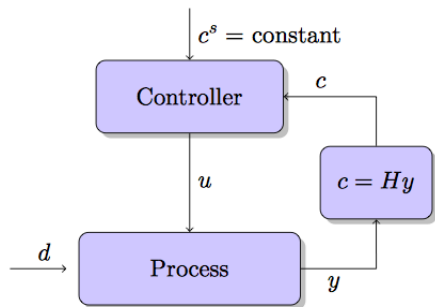 c^s = constant
Controller
c
c = Hy
u
d
Process
y